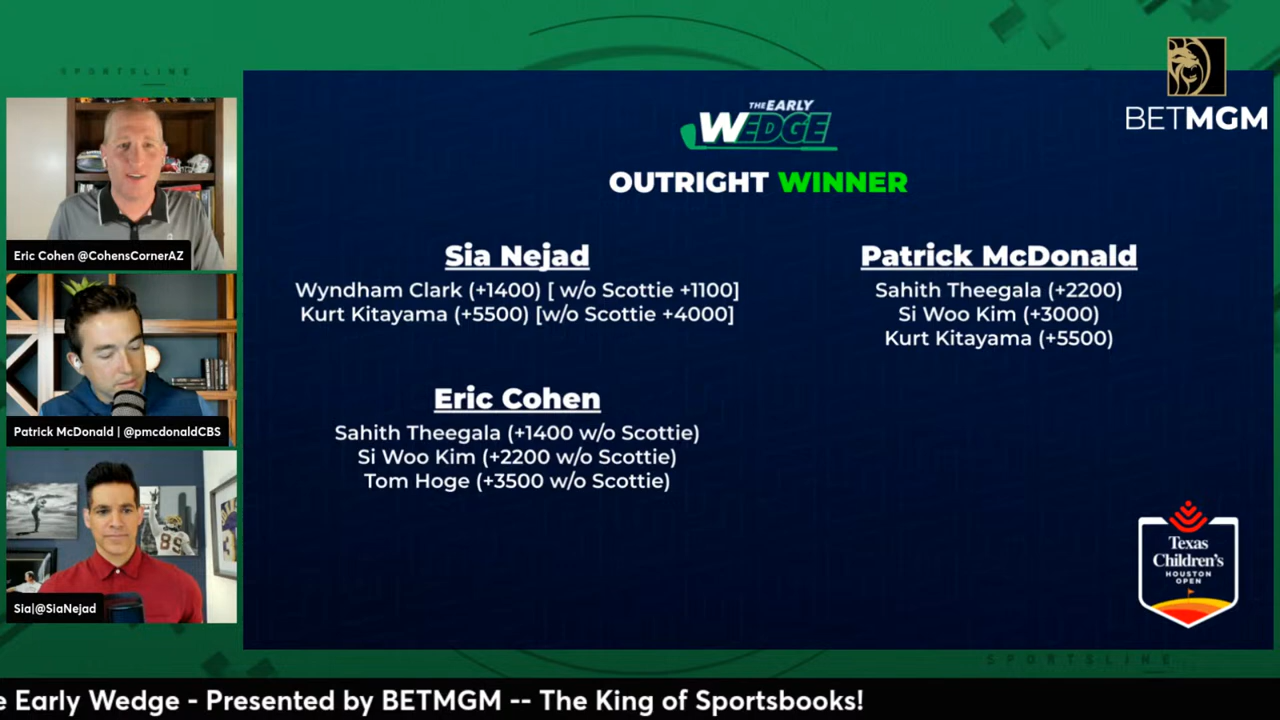 SPORTSLINE
BETMGM
THE EARLY
WEDGE
OUTRIGHT WINNER
Eric Cohen @CohensCornerAZ
Patrick McDonald | @pmcdonaldCBS
Sia|@SiaNejad
Sia Nejad
Wyndham Clark (+1400) [ w/o Scottie +1100]
Kurt Kitayama (+5500) [w/o Scottie +4000]
Patrick McDonald
Sahith Theegala (+2200)
Si Woo Kim (+3000)
Kurt Kitayama (+5500)
Eric Cohen
Sahith Theegala (+1400 w/o Scottie)
Si Woo Kim (+2200 w/o Scottie)
Tom Hoge (+3500 w/o Scottie)
89
Texas
Children's
HOUSTON
OPEN
SPORTSLINE
e Early Wedge - Presented by BETMGM -- The King of Sportsbooks!